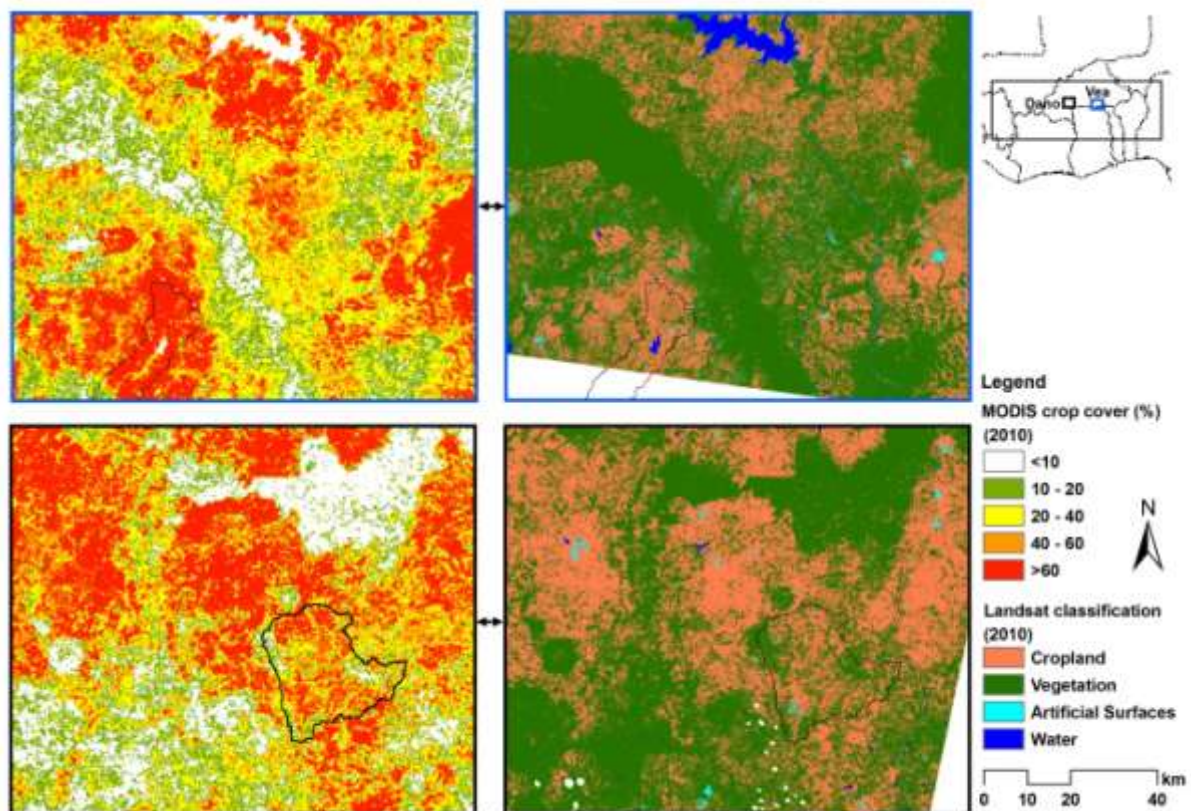 Vea
Dano
Legend
MODIS crop cover (%)
(2010)
<10
10 - 20
20 - 40
40 - 60
>60
N
Landsat classification
(2010)
Cropland
Vegetation
Artificial Surfaces
Water
km
0 10 20 40